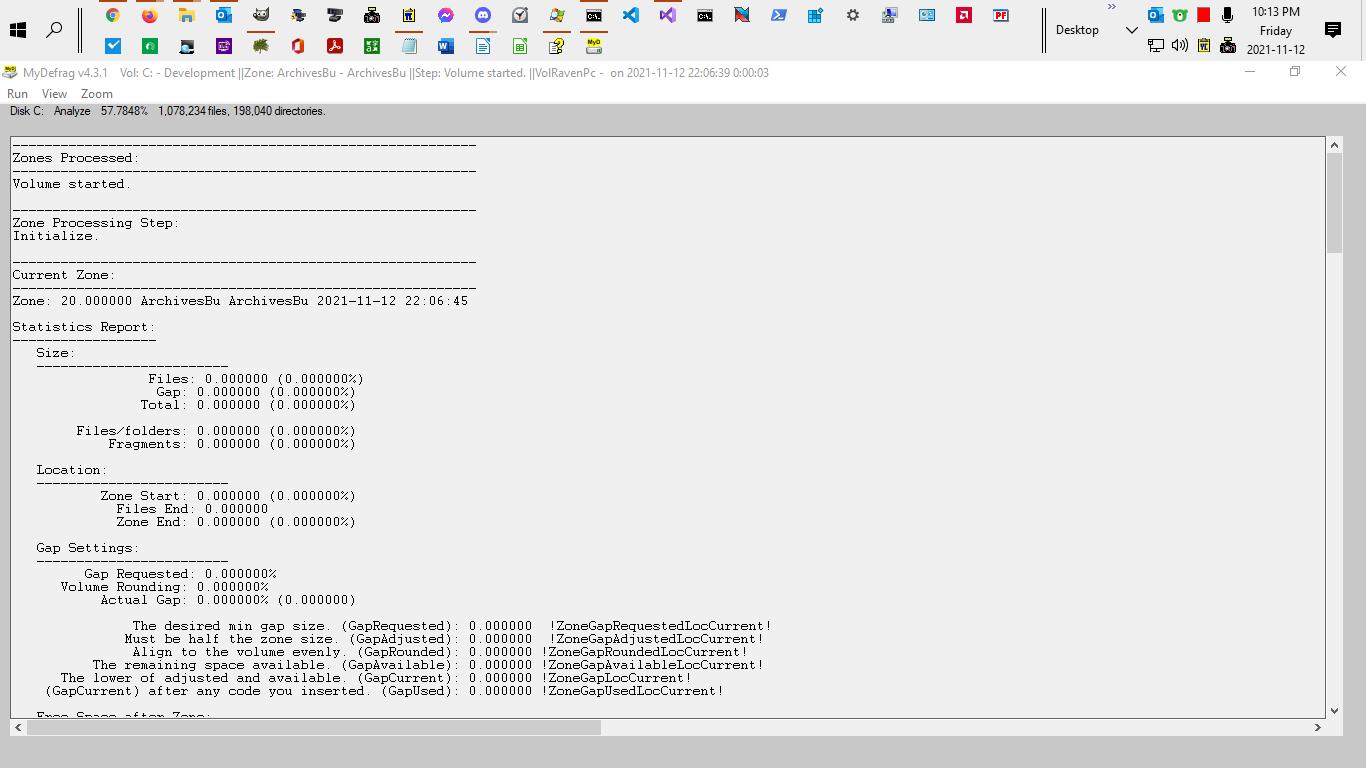 10:13 PM
Friday
2021-11-12
Desktop
MyDefrag v4.3.1 Vol: C: - Development ||Zone: ArchivesBu - ArchivesBu ||Step: Volume started. ||VolRavenPc - on 2021-11-12 22:06:39 0:00:03
Run View Zoom
Disk C: Analyze 57.7848% 1,078,234 files, 198,040 directories.
----------------------------------------------------------
Zones Processed:
----------------------------------------------------------
Volume started.
----------------------------------------------------------
Zone Processing Step:
Initialize.
----------------------------------------------------------
Current Zone:
----------------------------------------------------------
Zone: 20.000000 ArchivesBu ArchivesBu 2021-11-12 22:06:45
Statistics Report:
------------------
Size:
------------------------
Files: 0.000000 (0.000000%)
Gap: 0.000000 (0.000000%)
Total: 0.000000 (0.000000%)
Files/folders: 0.000000 (0.000000%)
Fragments: 0.000000 (0.000000%)
Location:
------------------------
Zone Start: 0.000000 (0.000000%)
Files End: 0.000000
Zone End: 0.000000 (0.000000%)
Gap Settings:
------------------------
Gap Requested: 0.000000%
Volume Rounding: 0.000000%
Actual Gap: 0.000000% (0.000000)
The desired min gap size. (GapRequested): 0.000000 !ZoneGapRequestedLocCurrent!
Must be half the zone size. (GapAdjusted): 0.000000 !ZoneGapAdjustedLocCurrent!
Align to the volume evenly. (GapRounded): 0.000000 !ZoneGapRoundedLocCurrent!
The remaining space available. (GapAvailable): 0.000000 !ZoneGapAvailableLocCurrent!
The lower of adjusted and available. (GapCurrent): 0.000000 !ZoneGapLocCurrent!
(GapCurrent) after any code you inserted. (GapUsed): 0.000000 !ZoneGapUsedLocCurrent!
Free Space after Zone: